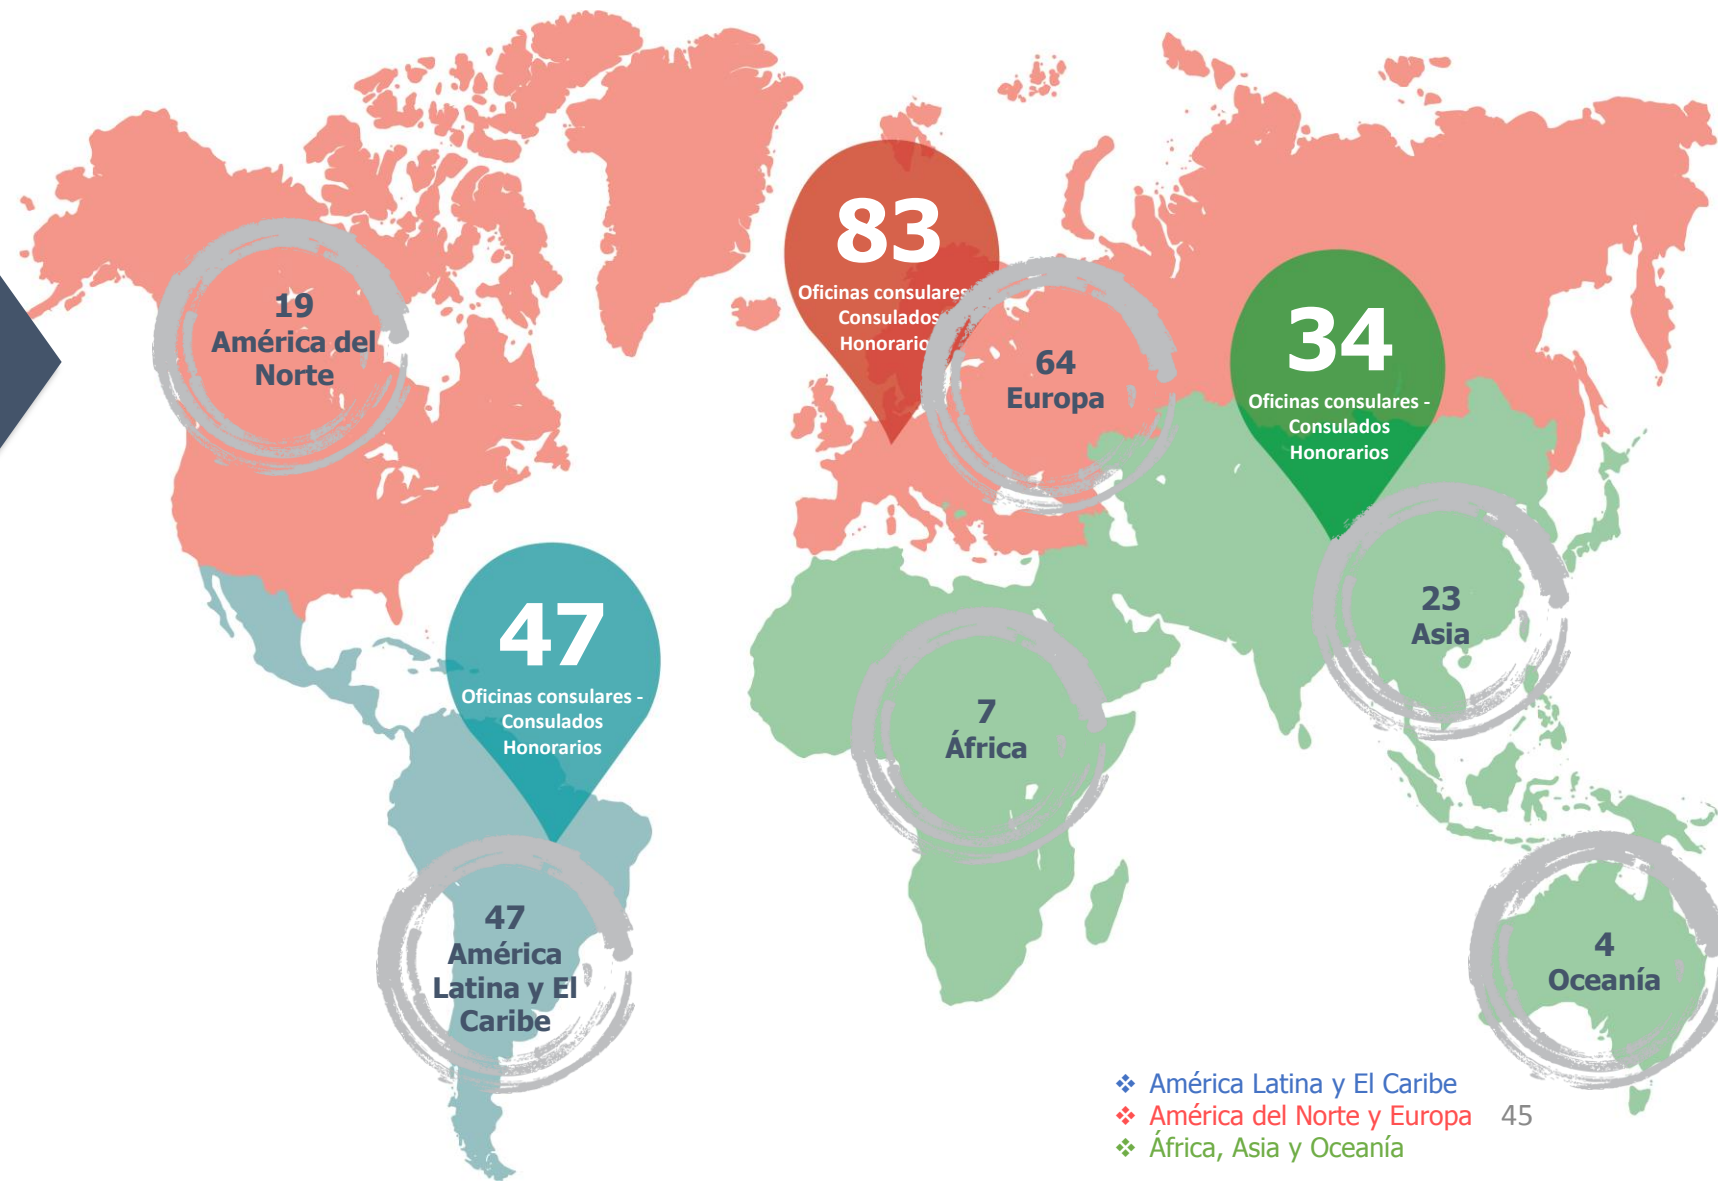 83
Oficinas consulares
Consulados
Honorario
19
América del
Norte
64
Europa
34
Oficinas consulares -
Consulados
Honorarios
47
Oficinas consulares -
Consulados
Honorarios
23
Asia
7
África
47
América
Latina y El
Caribe
4
Oceanía
❖ América Latina y El Caribe
❖ América del Norte y Europa
45
❖ África, Asia y Oceanía